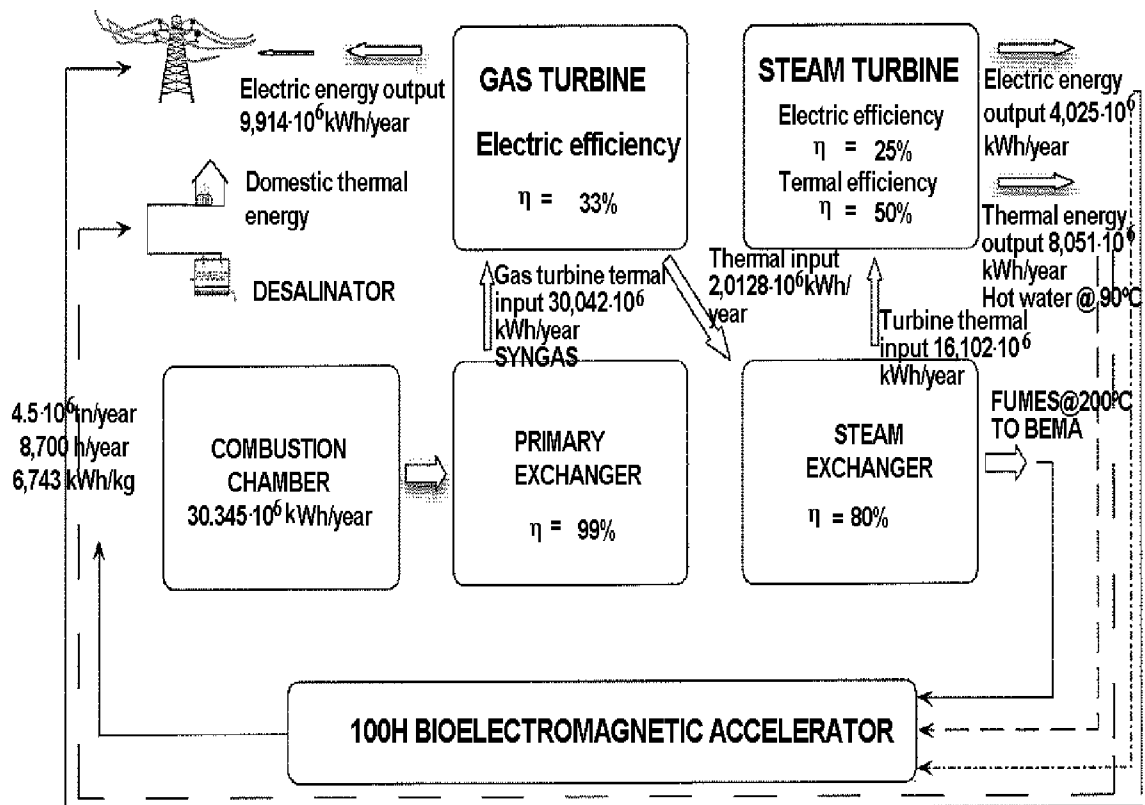 Electric energy output
9,914·10⁶kWh/year
GAS TURBINE
Electric efficiency
η = 33%
STEAM TURBINE
Electric efficiency
η = 25%
Termal efficiency
η = 50%
Electric energy
output 4,025·10⁶
kWh/year
Thermal energy
output 8,051·10⁶
kWh/year
Hot water @ 90ºC
Domestic thermal
energy
DESALINATOR
Gas turbine termal
input 30,042·10⁶
kWh/year
SYNGAS
Thermal input
2,0128·10⁶kWh/
year
Turbine thermal
input 16,102·10⁶
kWh/year
4.5·10⁶tn/year
8,700 h/year
6,743 kWh/kg
COMBUSTION
CHAMBER
30.345·10⁶ kWh/year
PRIMARY
EXCHANGER
η = 99%
STEAM
EXCHANGER
η = 80%
FUMES@200ºC
TO BEMA
100H BIOELECTROMAGNETIC ACCELERATOR